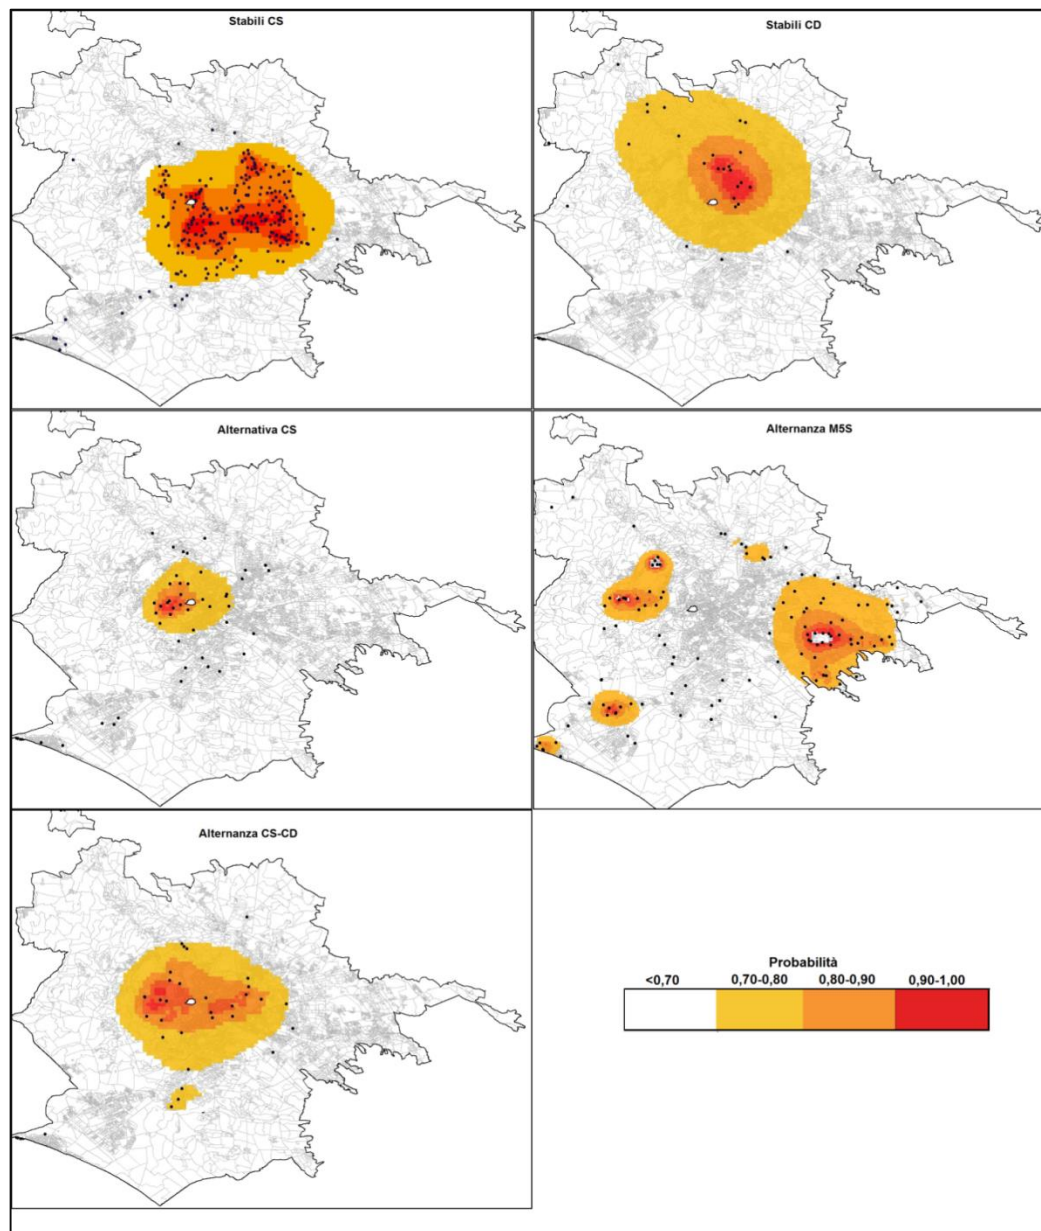 Stabili CS
Stabili CD
Alternativa CS
Alternanza M5S
Alternanza CS-CD
Probabilità
<0,70 0,70-0,80 0,80-0,90 0,90-1,00